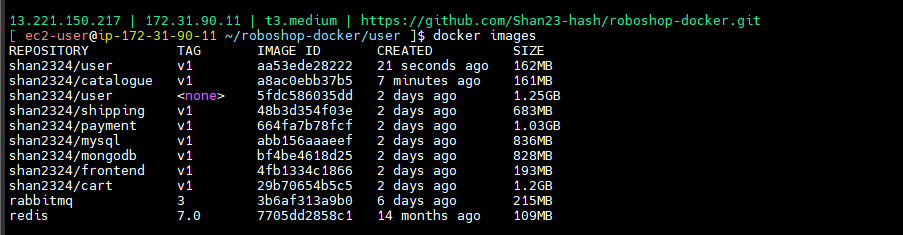 13.221.150.217 | 172.31.90.11 | t3.medium | https://github.com/Shan23-hash/roboshop-docker.git
[ ec2-user@ip-172-31-90-11 ~/roboshop-docker/user ]$ docker images
REPOSITORY TAG IMAGE ID CREATED SIZE
shan2324/user v1 aa53ede28222 21 seconds ago 162MB
shan2324/catalogue v1 a8ac0ebb37b5 7 minutes ago 161MB
shan2324/user <none> 5fdc586035dd 2 days ago 1.25GB
shan2324/shipping v1 48b3d354f03e 2 days ago 683MB
shan2324/payment v1 664fa7b78fcf 2 days ago 1.03GB
shan2324/mysql v1 abb156aaaeef 2 days ago 836MB
shan2324/mongodb v1 bf4be4618d25 2 days ago 828MB
shan2324/frontend v1 4fb1334c1866 2 days ago 193MB
shan2324/cart v1 29b70654b5c5 2 days ago 1.2GB
rabbitmq 3 3b6af313a9b0 6 days ago 215MB
redis 7.0 7705dd2858c1 14 months ago 109MB